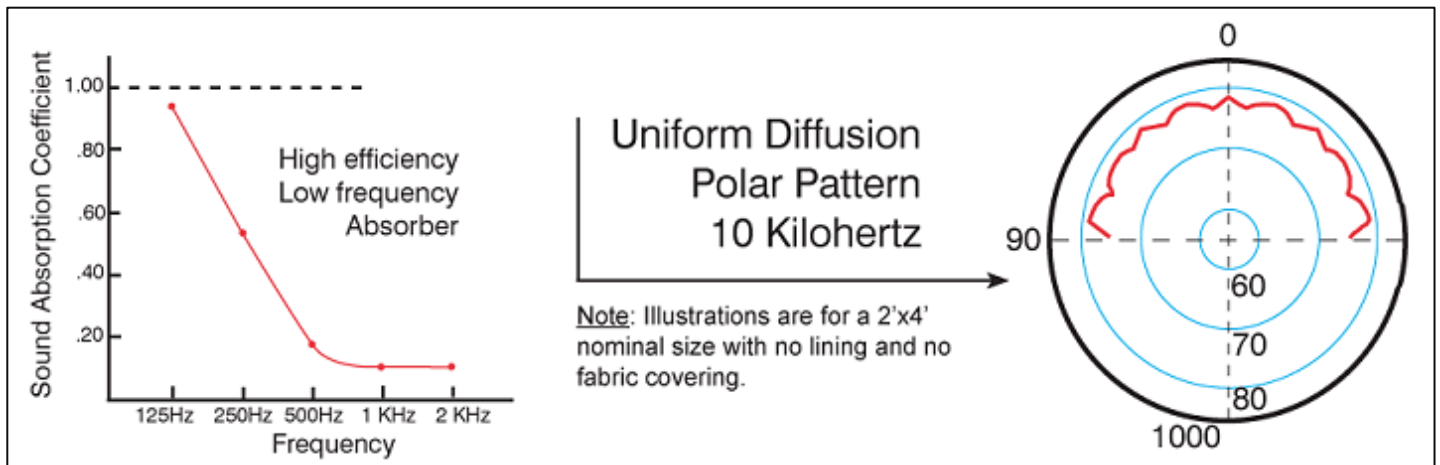 Sound Absorption Coefficient
1.00
.80
.60
.40
.20
High efficiency
Low frequency
Absorber
125Hz 250Hz 500Hz 1 KHz 2 KHz
Frequency
Uniform Diffusion
Polar Pattern
10 Kilohertz
Note: Illustrations are for a 2'x4'
nominal size with no lining and no
fabric covering.
0
90
60
70
80
1000